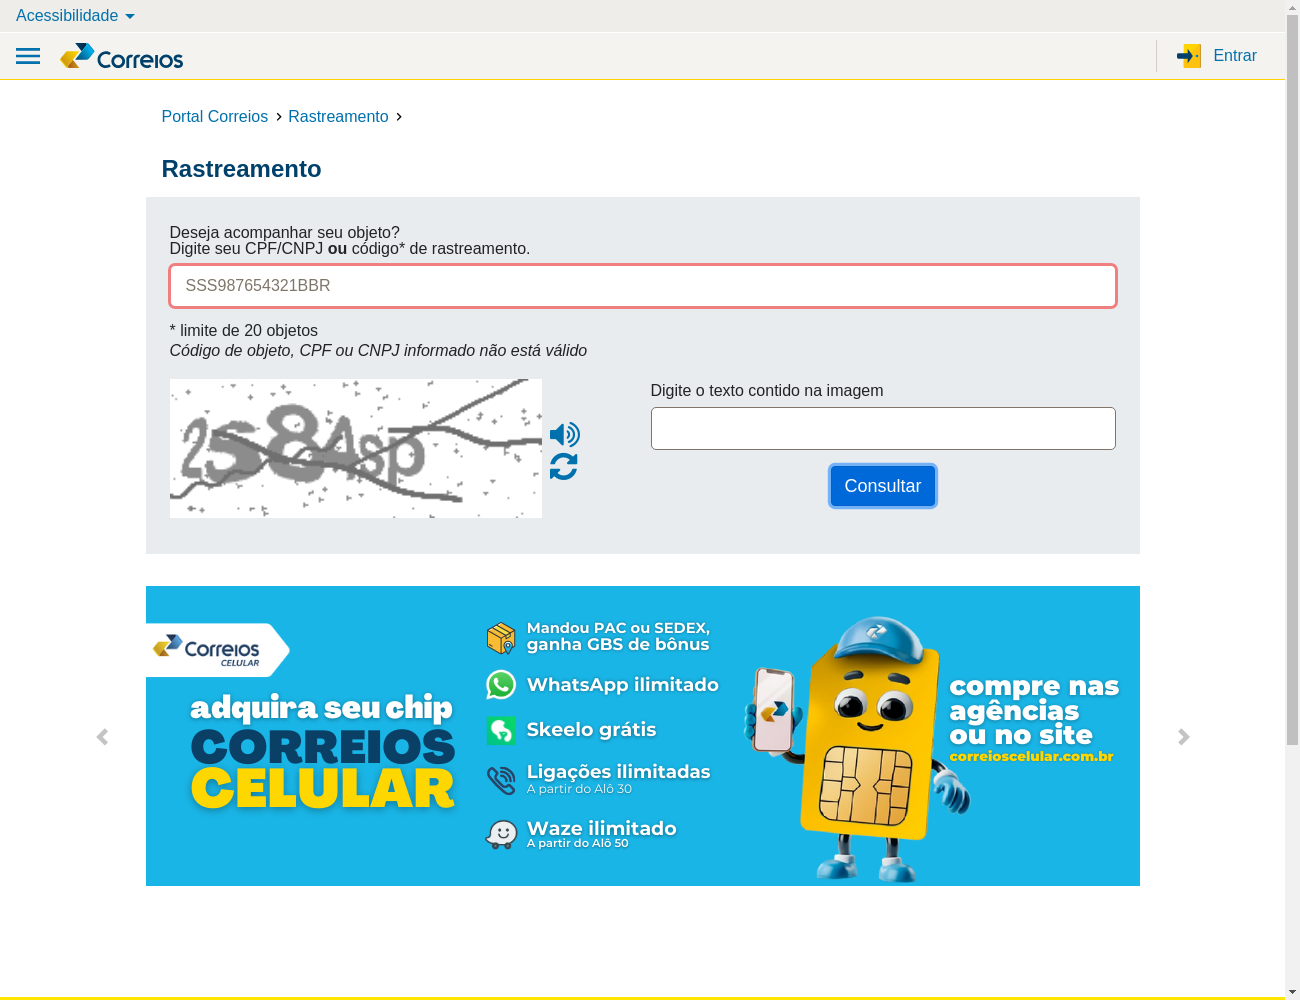 Acessibilidade
Correios
Entrar
Portal Correios
Rastreamento
Rastreamento
Deseja acompanhar seu objeto?
Digite seu CPF/CNPJ ou código* de rastreamento.
SSS987654321BBR
* limite de 20 objetos
Código de objeto, CPF ou CNPJ informado não está válido
2S8Asp
Digite o texto contido na imagem
Consultar
Correios
CELULAR
adquira seu chip
CORREIOS
CELULAR
Mandou PAC ou SEDEX,
ganha GBS de bônus
WhatsApp ilimitado
Skeelo grátis
Ligações ilimitadas
A partir do Alô 30
Waze ilimitado
A partir do Alô 50
compre nas
agências
ou no site
correioscelular.com.br